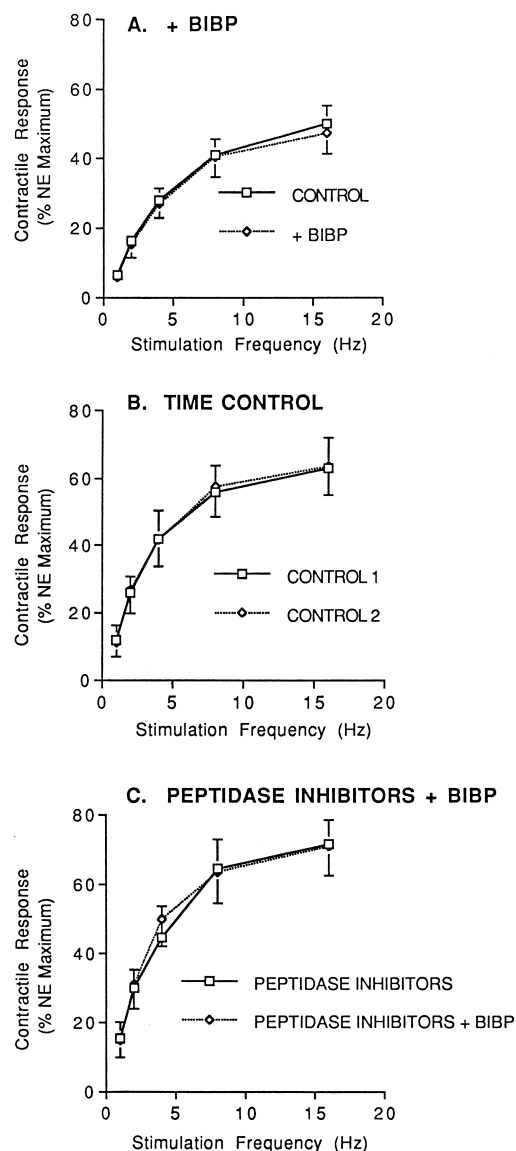 A. + BIBP
80
60
40
20
0
Contractile Response
(% NE Maximum)
CONTROL
+ BIBP
0 5 10 15 20
Stimulation Frequency (Hz)
B. TIME CONTROL
80
60
40
20
0
Contractile Response
(% NE Maximum)
CONTROL 1
CONTROL 2
0 5 10 15 20
Stimulation Frequency (Hz)
C. PEPTIDASE INHIBITORS + BIBP
80
60
40
20
0
Contractile Response
(% NE Maximum)
PEPTIDASE INHIBITORS
PEPTIDASE INHIBITORS + BIBP
0 5 10 15 20
Stimulation Frequency (Hz)